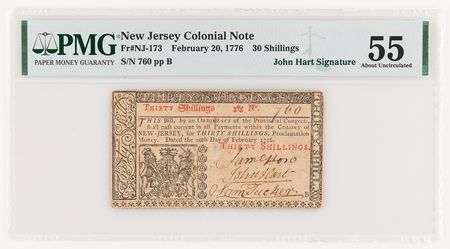 PMG
PAPER MONEY GUARANTY
New Jersey Colonial Note
Fr#NJ-173 February 20, 1776 30 Shillings
S/N 760 pp B
John Hart Signature
55
About Uncirculated
THIRTY Shillings No. 760
THIS Bill, by an ORDINANCE of the Provincial Congress,
shall pass current in all Payments within the COLONY of
NEW-JERSEY, for THIRTY SHILLINGS, Proclamation
Money. Dated the 20th Day of February 1776.
THIRTY SHILLINGS.
John Hart
Sam Tucker
B